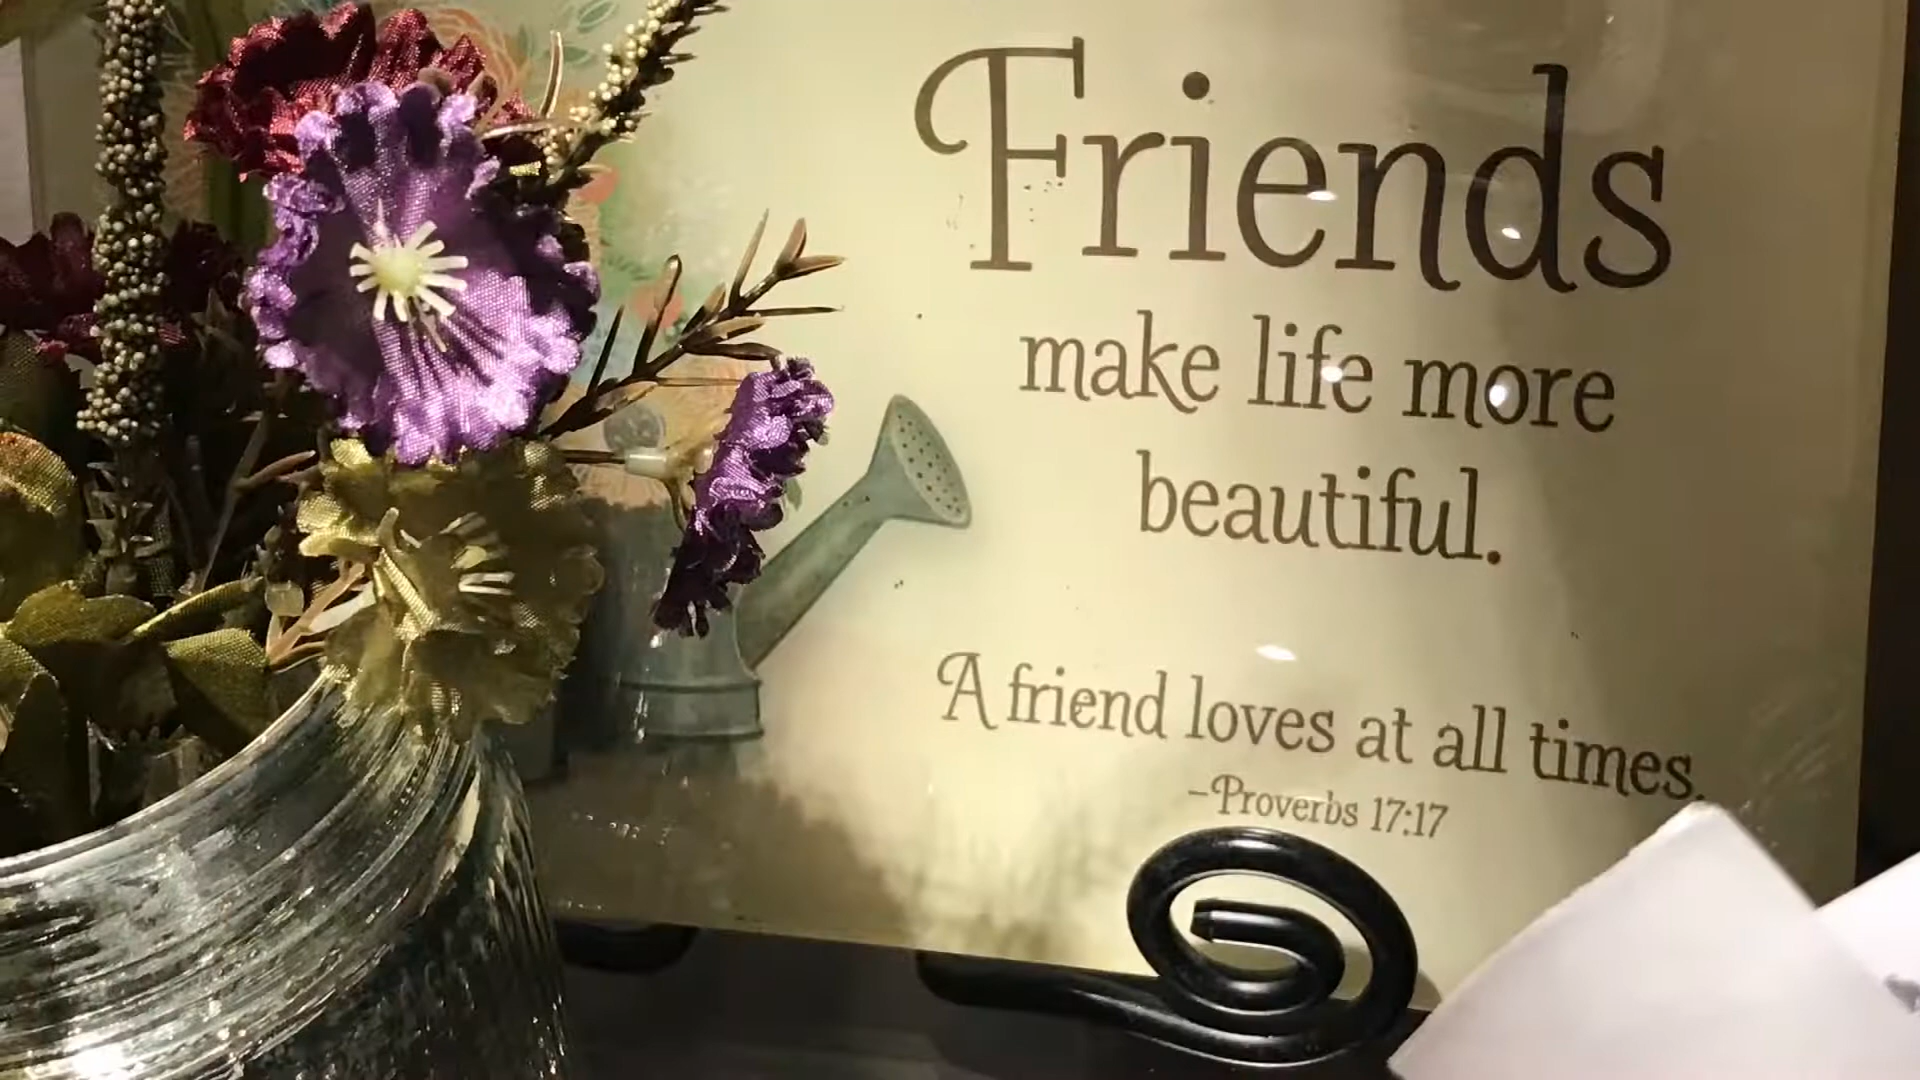 Friends
make life more
beautiful.
A friend loves at all times.
–Proverbs 17:17